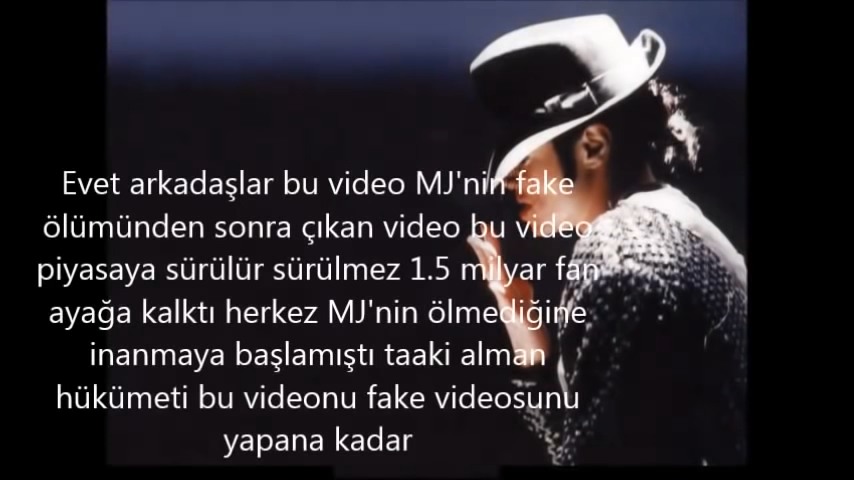 Evet arkadaşlar bu video MJ'nin fake
ölümünden sonra çıkan video bu video
piyasaya sürülür sürülmez 1.5 milyar fan
ayağa kalktı herkez MJ'nin ölmediğine
inanmaya başlamıştı taaki alman
hükümeti bu videonu fake videosunu
yapana kadar